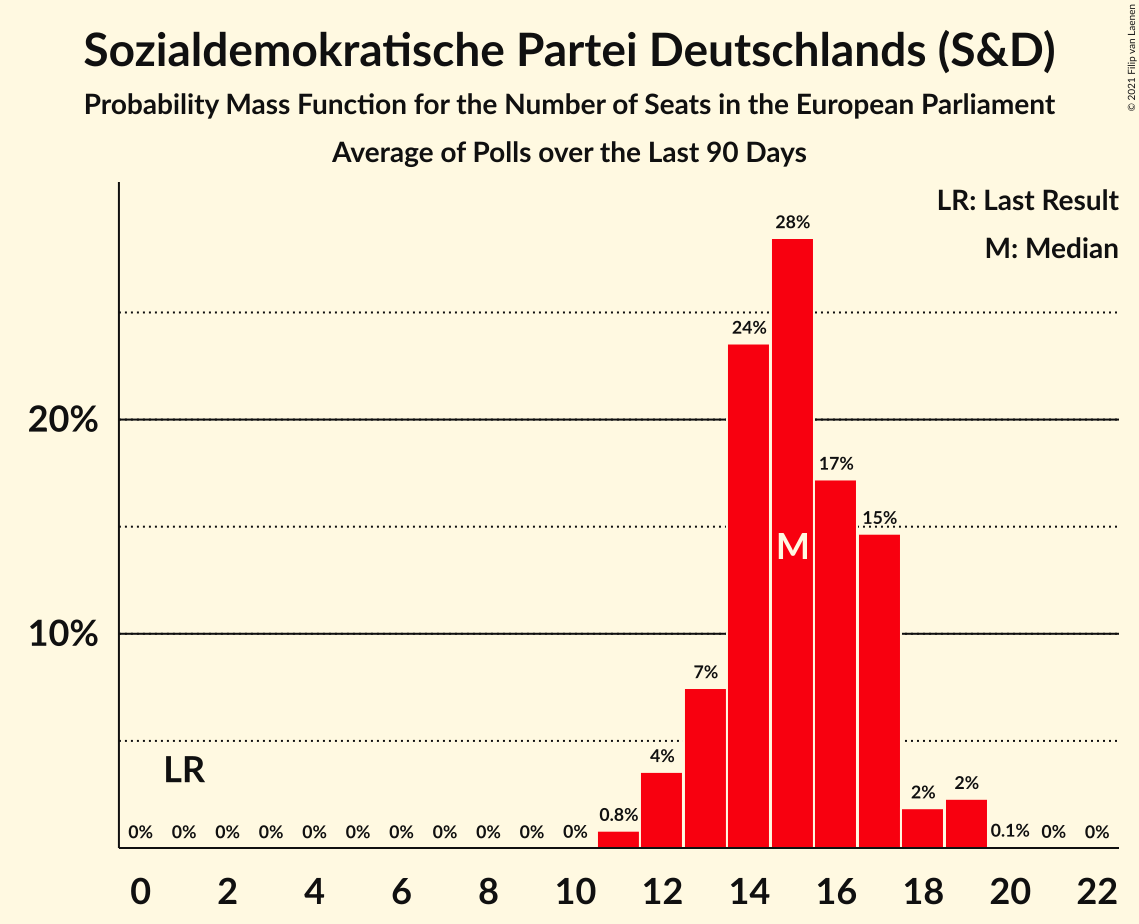 Sozialdemokratische Partei Deutschlands (S&D)
Probability Mass Function for the Number of Seats in the European Parliament
Average of Polls over the Last 90 Days
© 2021 Filip van Laenen
LR: Last Result
M: Median
20%
10%
LR
M
0% 0% 0% 0% 0% 0% 0% 0% 0% 0% 0% 0.8% 4% 7% 24% 28% 17% 15% 2% 2% 0.1% 0% 0%
0 2 4 6 8 10 12 14 16 18 20 22